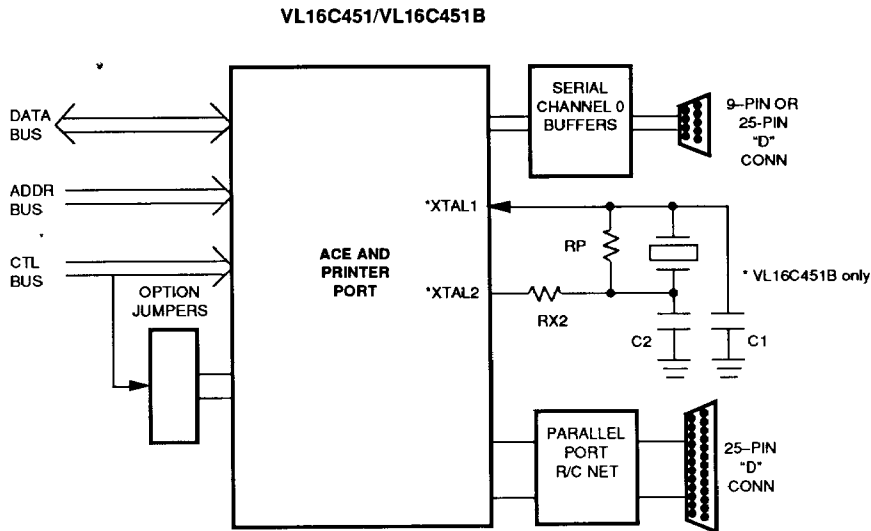 VL16C451/VL16C451B
DATA
BUS
ADDR
BUS
CTL
BUS
OPTION
JUMPERS
ACE AND
PRINTER
PORT
SERIAL
CHANNEL 0
BUFFERS
9–PIN OR
25-PIN
"D"
CONN
*XTAL1
RP
*XTAL2
RX2
* VL16C451B only
C2
C1
PARALLEL
PORT
R/C NET
25–PIN
"D"
CONN